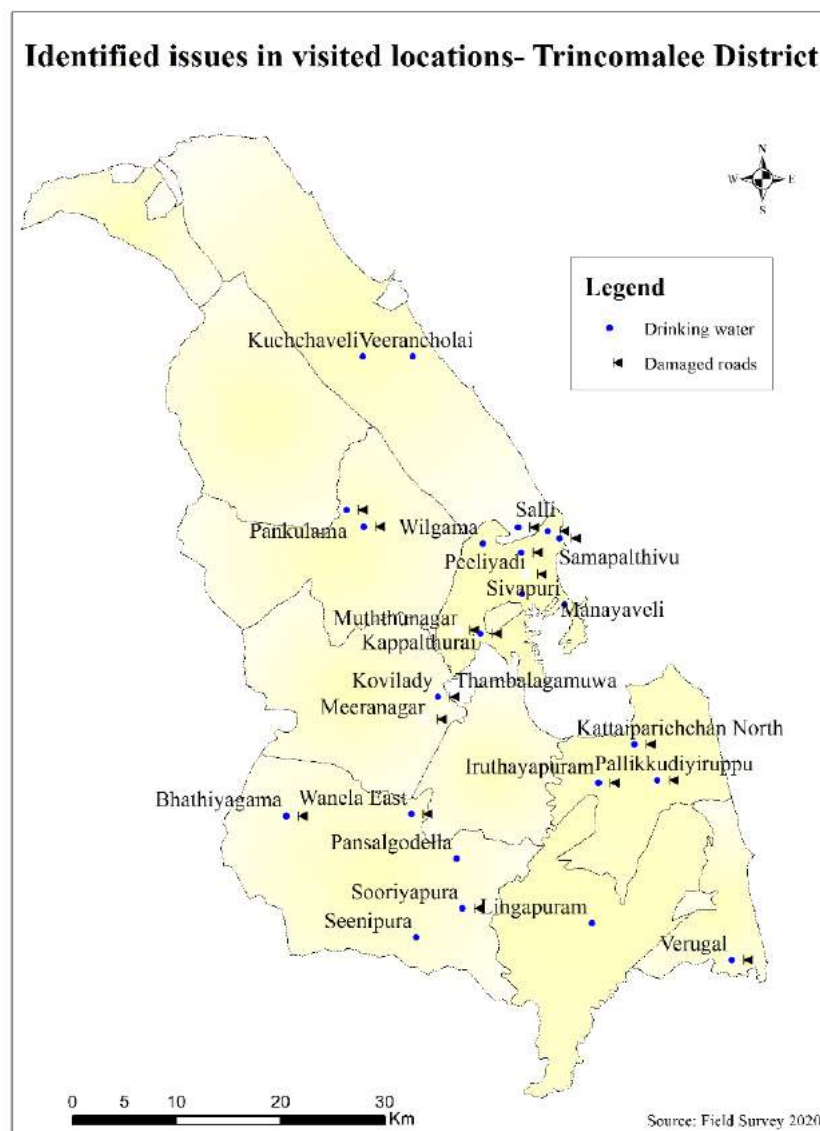 Identified issues in visited locations- Trincomalee District
N
W E
S
Legend
Drinking water
Damaged roads
Kuchchaveli Veerancholai
Salli
Wilgama
Pankulama
Peeliyadi
Samapalthivu
Sivapuri
Manayaveli
Muththunagar
Kappalthurai
Kovilady
Thambalagamuwa
Meeranagar
Kattaiparichchan North
Iruthayapuram
Pallikkudiyiruppu
Bhathiyagama
Wanela East
Pansalgodella
Sooriyapura
Lingapuram
Seenipura
Verugal
0 5 10 20 30
Km
Source: Field Survey 2020